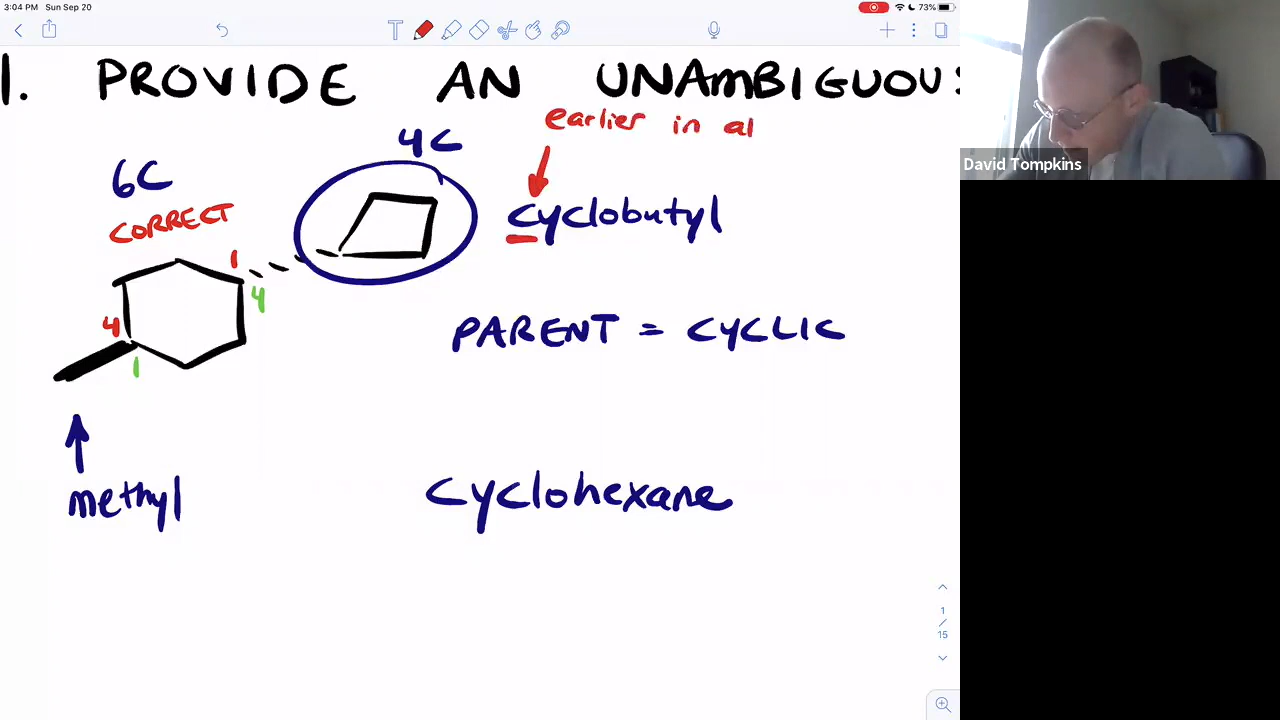 3:04 PM Sun Sep 20
73%
1. PROVIDE AN UNAMBIGUOUS
earlier in al
4C
6C
CORRECT
cyclobutyl
1
4
4
1
PARENT = CYCLIC
methyl
cyclohexane
David Tompkins
1
/
15